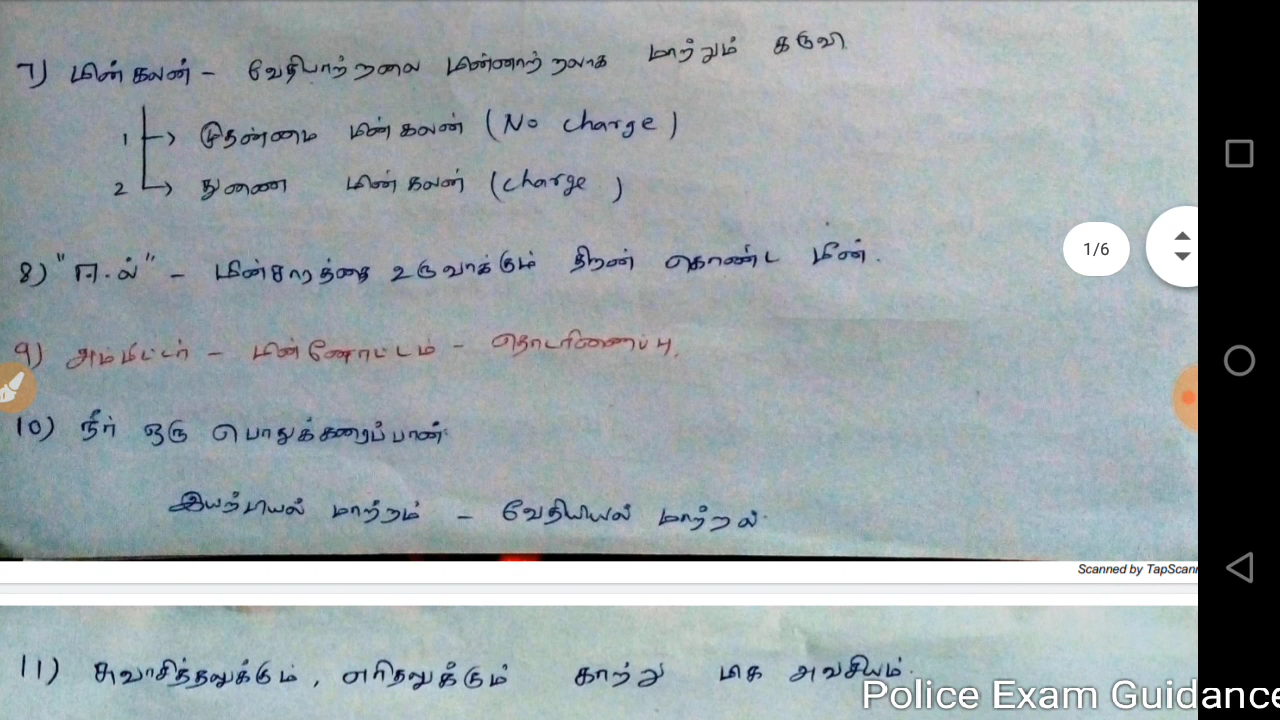 7) மின்கலன் - வேதியாற்றலை மின்னாற்றலாக மாற்றும் கருவி
1 → முதன்மை மின்கலன் (No charge)
2 → துணை மின்கலன் (charge)
8) "ஈ.ல்" - மின்சாரத்தை உருவாக்கும் திறன் கொண்ட மீன்.
1/6
9) அம்மீட்டர் - மின்னோட்டம் - தொடரிணைப்பு.
10) நீர் ஒரு பொதுக்கரைப்பான்.
இயற்பியல் மாற்றம் - வேதியியல் மாற்றல்.
Scanned by TapScann
11) சுவாசித்தலுக்கும், எரிதலுக்கும் காற்று மிக அவசியம்.
Police Exam Guidance